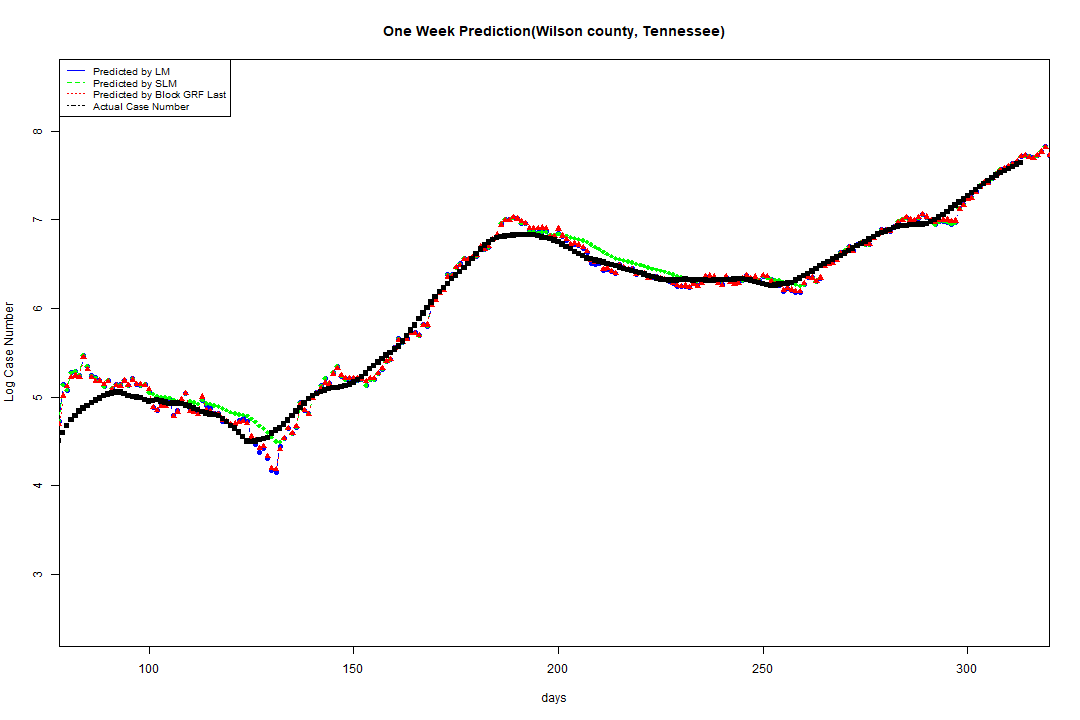 One Week Prediction(Wilson county, Tennessee)
Predicted by LM
Predicted by SLM
Predicted by Block GRF Last
Actual Case Number
8
7
6
5
4
3
Log Case Number
100 150 200 250 300
days